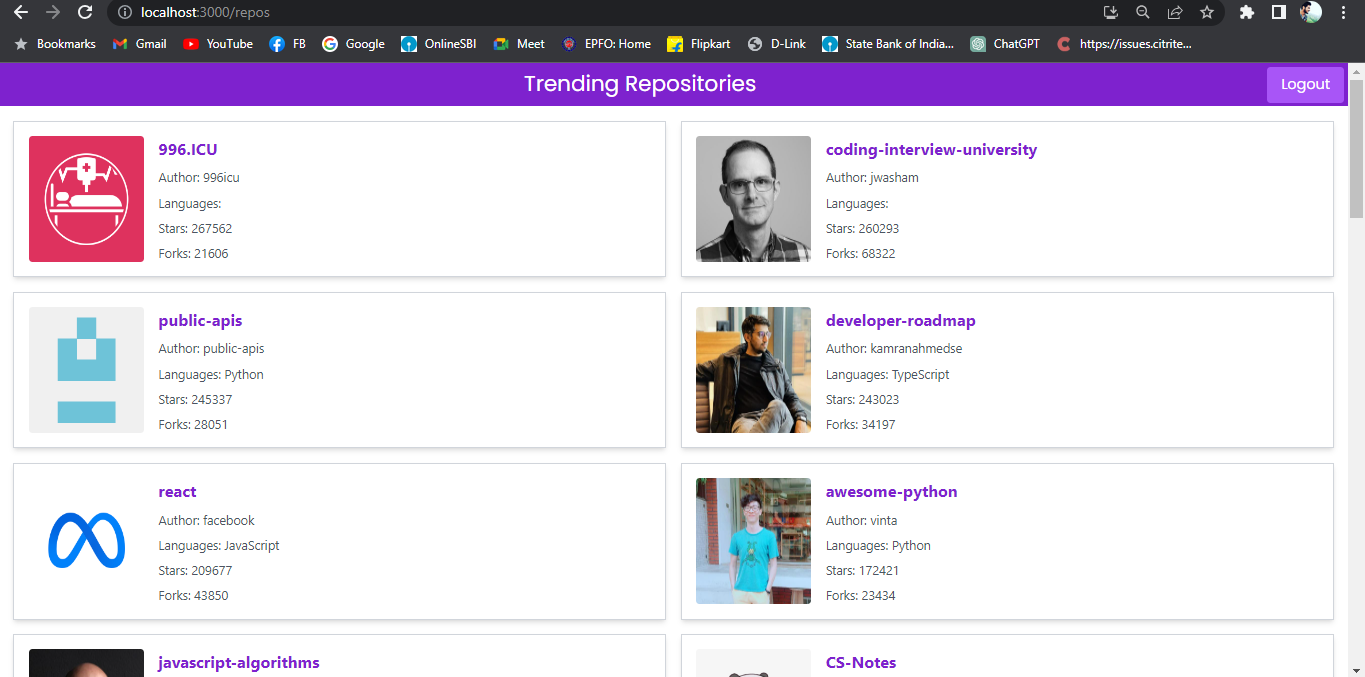 localhost:3000/repos
Bookmarks Gmail YouTube FB Google OnlineSBI Meet EPFO: Home Flipkart D-Link State Bank of India... ChatGPT https://issues.citrite...
Trending Repositories
Logout
996.ICU
Author: 996icu
Languages:
Stars: 267562
Forks: 21606
coding-interview-university
Author: jwasham
Languages:
Stars: 260293
Forks: 68322
public-apis
Author: public-apis
Languages: Python
Stars: 245337
Forks: 28051
developer-roadmap
Author: kamranahmedse
Languages: TypeScript
Stars: 243023
Forks: 34197
react
Author: facebook
Languages: JavaScript
Stars: 209677
Forks: 43850
awesome-python
Author: vinta
Languages: Python
Stars: 172421
Forks: 23434
javascript-algorithms
CS-Notes